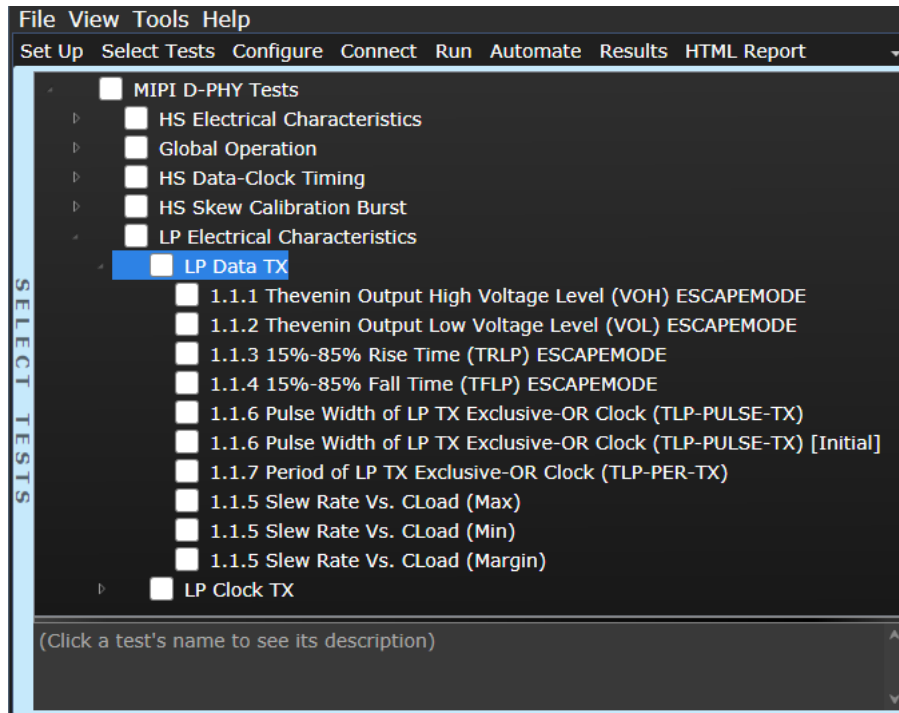 File View Tools Help
Set Up Select Tests Configure Connect Run Automate Results HTML Report
SELECT TESTS
MIPI D-PHY Tests
HS Electrical Characteristics
Global Operation
HS Data-Clock Timing
HS Skew Calibration Burst
LP Electrical Characteristics
LP Data TX
1.1.1 Thevenin Output High Voltage Level (VOH) ESCAPEMODE
1.1.2 Thevenin Output Low Voltage Level (VOL) ESCAPEMODE
1.1.3 15%-85% Rise Time (TRLP) ESCAPEMODE
1.1.4 15%-85% Fall Time (TFLP) ESCAPEMODE
1.1.6 Pulse Width of LP TX Exclusive-OR Clock (TLP-PULSE-TX)
1.1.6 Pulse Width of LP TX Exclusive-OR Clock (TLP-PULSE-TX) [Initial]
1.1.7 Period of LP TX Exclusive-OR Clock (TLP-PER-TX)
1.1.5 Slew Rate Vs. CLoad (Max)
1.1.5 Slew Rate Vs. CLoad (Min)
1.1.5 Slew Rate Vs. CLoad (Margin)
LP Clock TX
(Click a test's name to see its description)